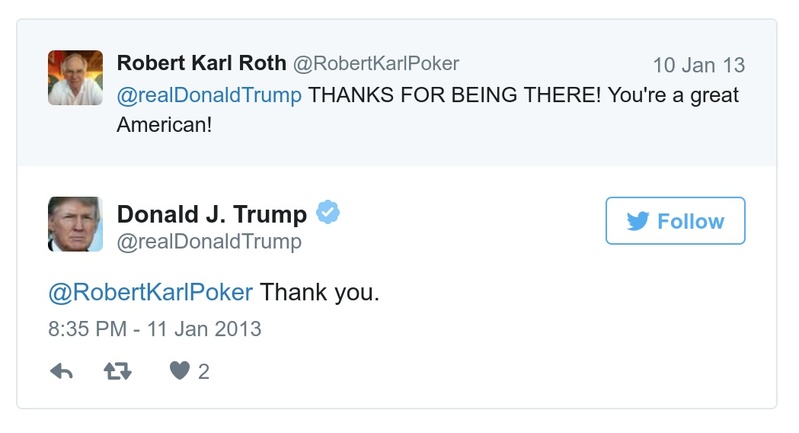 Robert Karl Roth @RobertKarlPoker 10 Jan 13
@realDonaldTrump THANKS FOR BEING THERE! You're a great
American!
Donald J. Trump
Follow
@realDonaldTrump
@RobertKarlPoker Thank you.
8:35 PM - 11 Jan 2013
2